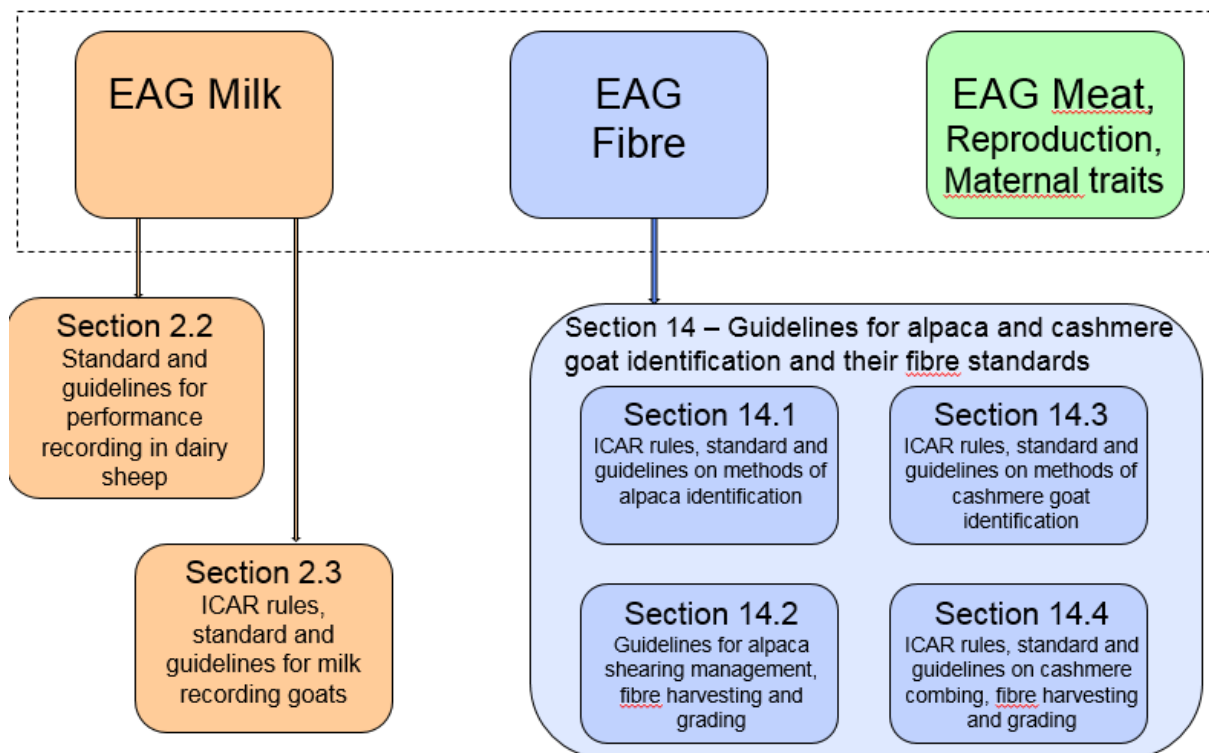 EAG Milk
EAG
Fibre
EAG Meat,
Reproduction,
Maternal traits
Section 2.2
Standard and
guidelines for
performance
recording in dairy
sheep
Section 2.3
ICAR rules,
standard and
guidelines for milk
recording goats
Section 14 – Guidelines for alpaca and cashmere
goat identification and their fibre standards
Section 14.1
ICAR rules, standard and
guidelines on methods of
alpaca identification
Section 14.3
ICAR rules, standard and
guidelines on methods of
cashmere goat
identification
Section 14.2
Guidelines for alpaca
shearing management,
fibre harvesting and
grading
Section 14.4
ICAR rules, standard and
guidelines on cashmere
combing, fibre harvesting
and grading